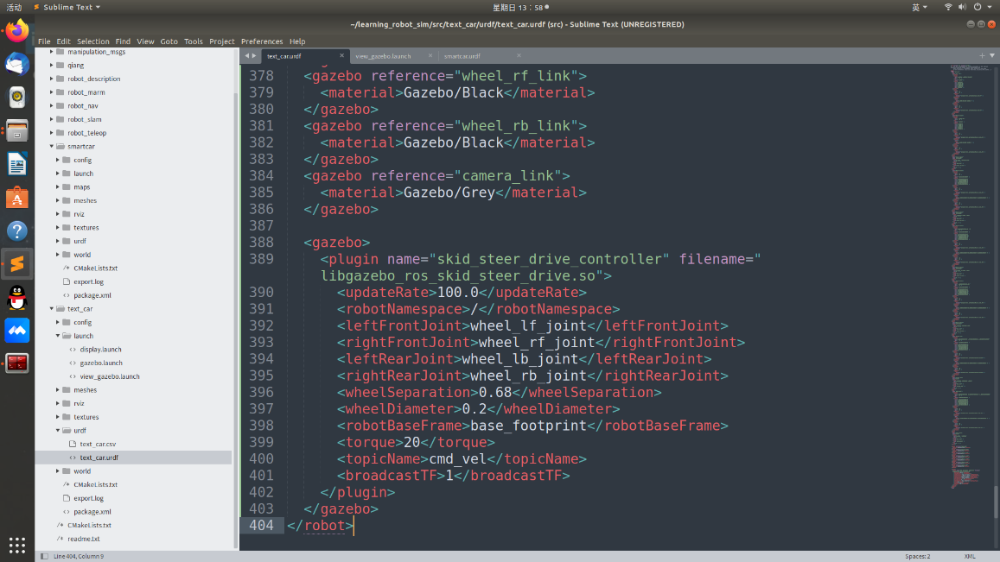 活动
Sublime Text
星期日 13：58
英
~/learning_robot_sim/src/text_car/urdf/text_car.urdf (src) - Sublime Text (UNREGISTERED)
File Edit Selection Find View Goto Tools Project Preferences Help
manipulation_msgs
qiang
robot_description
robot_marm
robot_nav
robot_slam
robot_teleop
smartcar
config
launch
maps
meshes
rviz
textures
urdf
world
CMakeLists.txt
export.log
package.xml
text_car
config
launch
display.launch
gazebo.launch
view_gazebo.launch
meshes
rviz
textures
urdf
text_car.csv
text_car.urdf
world
CMakeLists.txt
export.log
package.xml
CMakeLists.txt
readme.txt
text_car.urdf
view_gazebo.launch
smartcar.urdf
378 <gazebo reference="wheel_rf_link">
379 <material>Gazebo/Black</material>
380 </gazebo>
381 <gazebo reference="wheel_rb_link">
382 <material>Gazebo/Black</material>
383 </gazebo>
384 <gazebo reference="camera_link">
385 <material>Gazebo/Grey</material>
386 </gazebo>
387
388 <gazebo>
389 <plugin name="skid_steer_drive_controller" filename="
libgazebo_ros_skid_steer_drive.so">
390 <updateRate>100.0</updateRate>
391 <robotNamespace>/</robotNamespace>
392 <leftFrontJoint>wheel_lf_joint</leftFrontJoint>
393 <rightFrontJoint>wheel_rf_joint</rightFrontJoint>
394 <leftRearJoint>wheel_lb_joint</leftRearJoint>
395 <rightRearJoint>wheel_rb_joint</rightRearJoint>
396 <wheelSeparation>0.68</wheelSeparation>
397 <wheelDiameter>0.2</wheelDiameter>
398 <robotBaseFrame>base_footprint</robotBaseFrame>
399 <torque>20</torque>
400 <topicName>cmd_vel</topicName>
401 <broadcastTF>1</broadcastTF>
402 </plugin>
403 </gazebo>
404 </robot>
Line 404, Column 9
Spaces: 2
XML